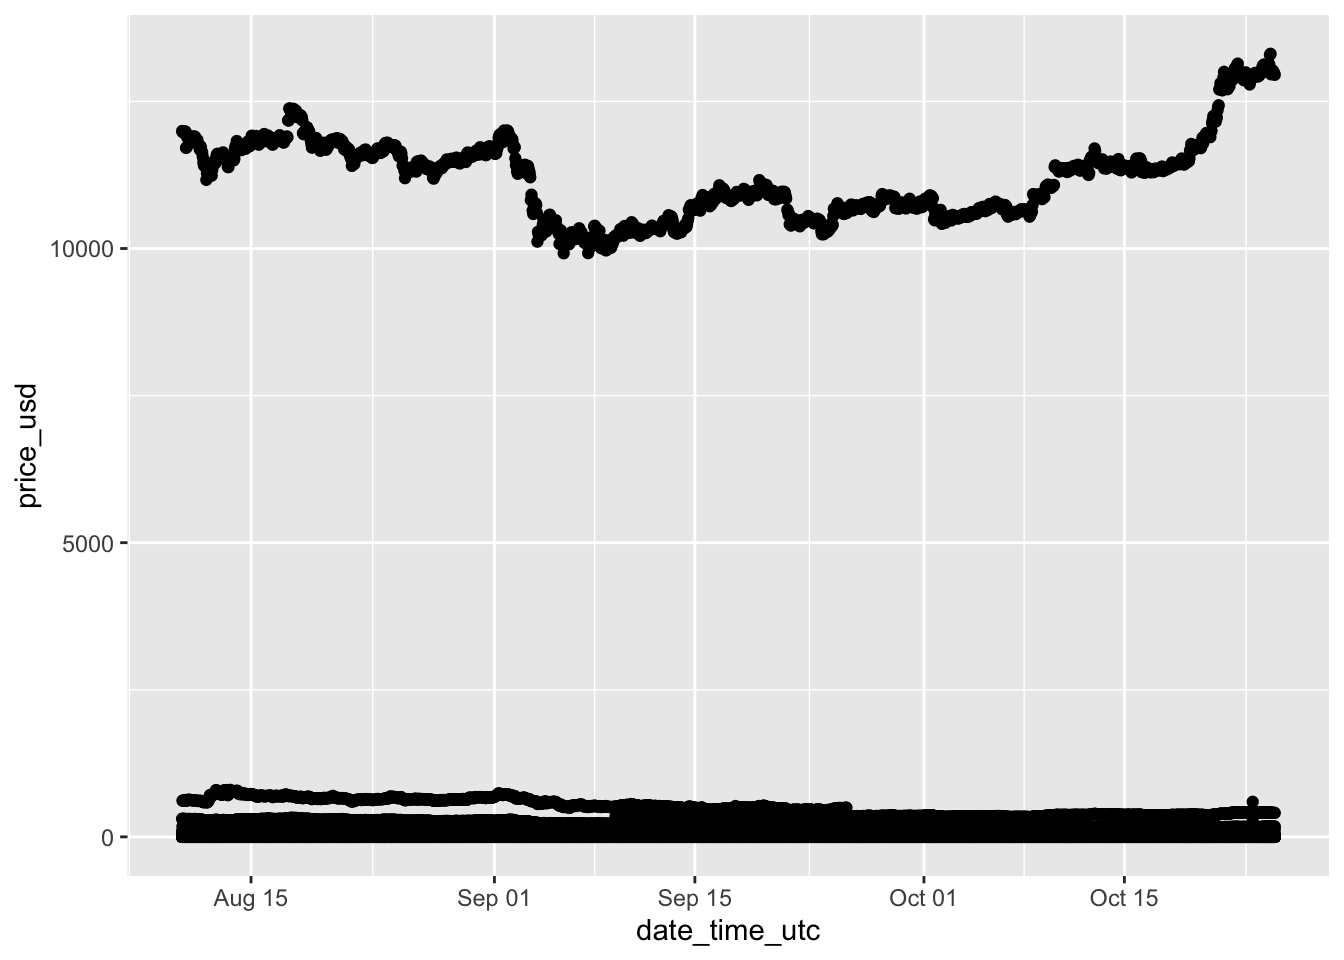 10000
5000
0
price_usd
Aug 15
Sep 01
Sep 15
Oct 01
Oct 15
date_time_utc